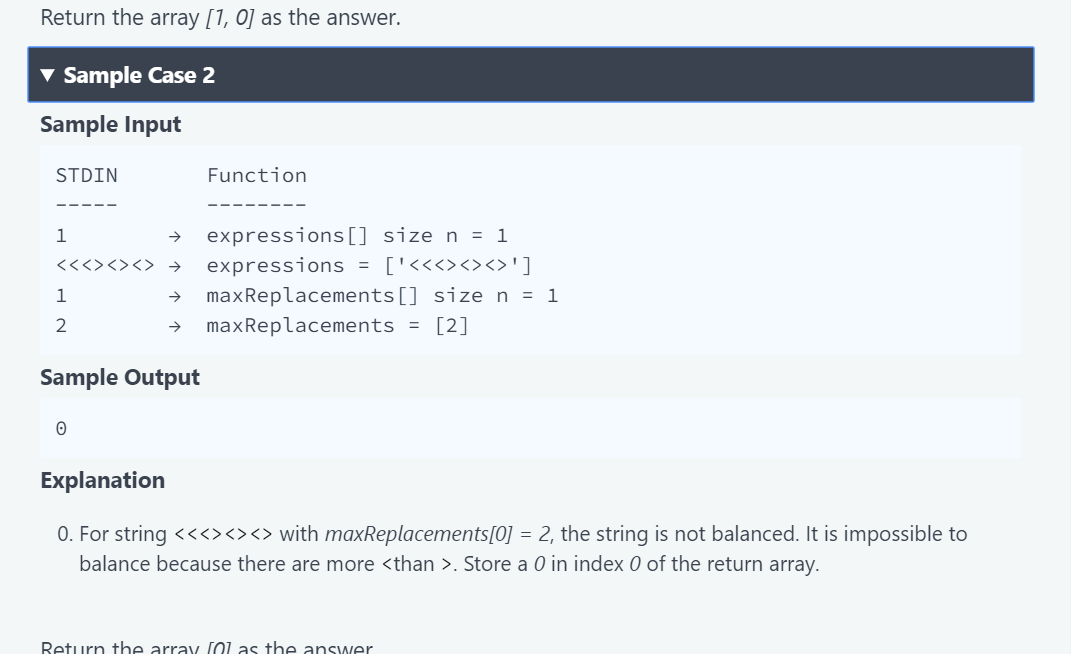 Return the array [1, 0] as the answer.
▼ Sample Case 2
Sample Input
STDIN Function
----- --------
1 → expressions[] size n = 1
<<<><><> → expressions = ['<<<><><>']
1 → maxReplacements[] size n = 1
2 → maxReplacements = [2]
Sample Output
0
Explanation
0. For string <<<><><> with maxReplacements[0] = 2, the string is not balanced. It is impossible to
balance because there are more <than >. Store a 0 in index 0 of the return array.
Return the array [0] as the answer